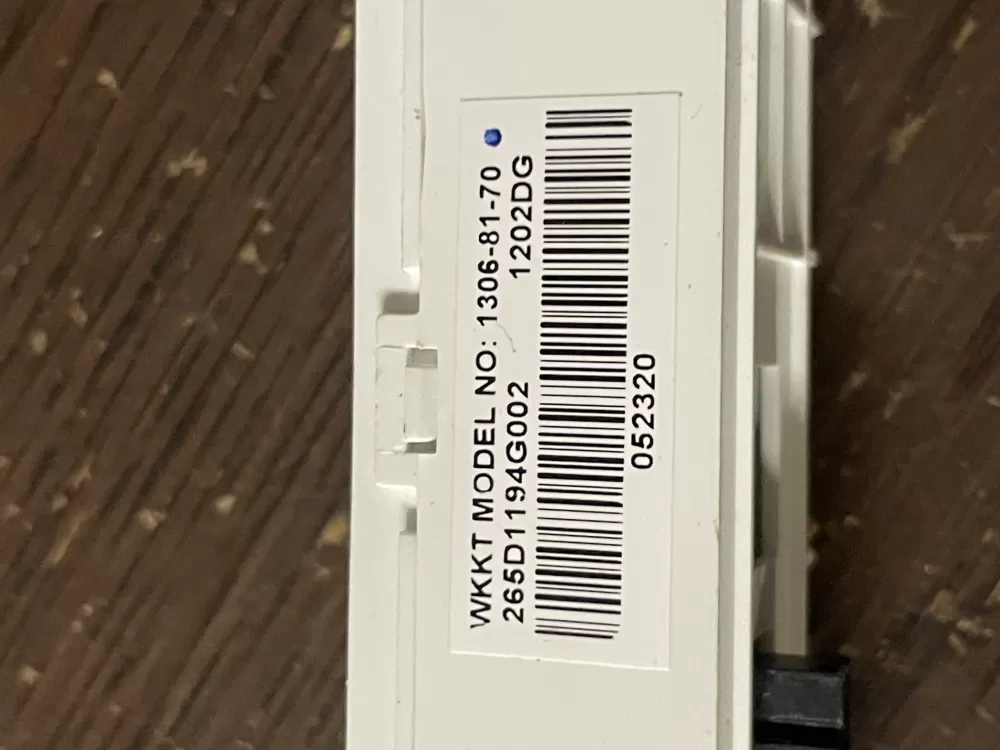 WKKT MODEL NO: 1306-81-70
265D1194G002 1202DG
052320